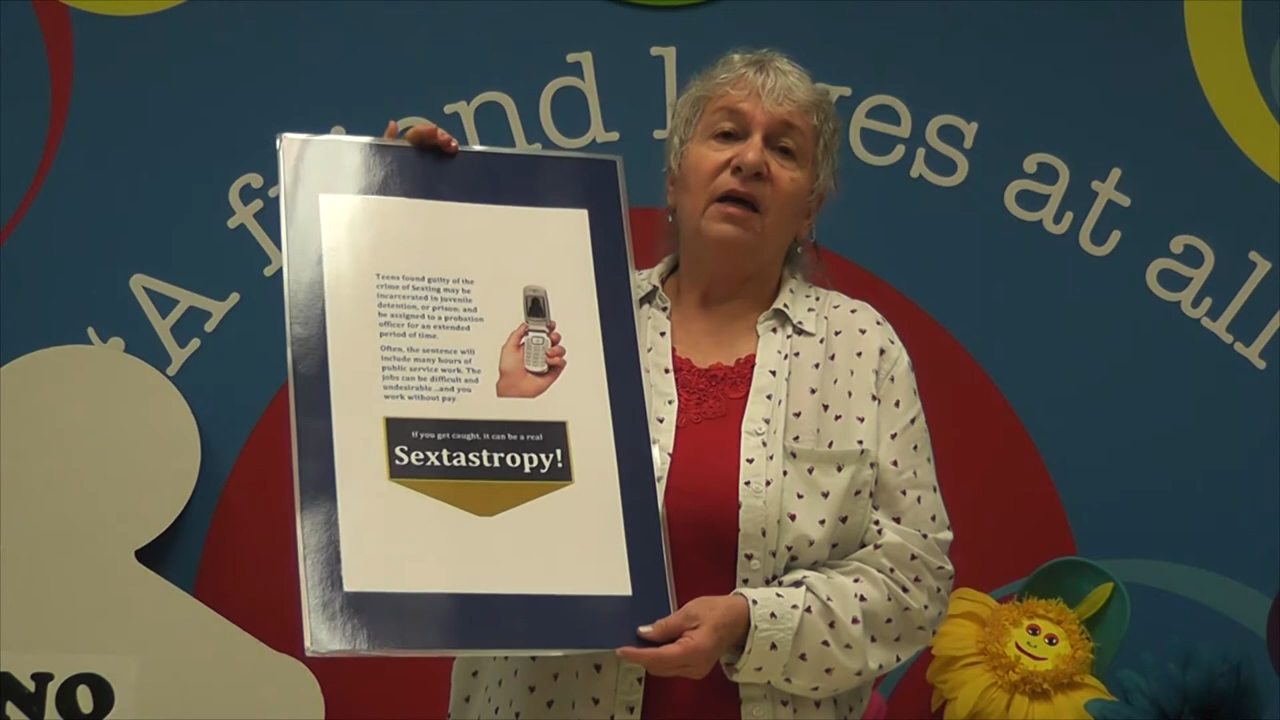 "A friend loves at all
Teens found guilty of the
crime of Sexting may be
incarcerated in juvenile
detention, or prison; and
be assigned to a probation
officer for an extended
period of time.
Often, the sentence will
include many hours of
public service work. The
jobs can be difficult and
undesirable...and you
work without pay
If you get caught, it can be a real
Sextastropy!
NO